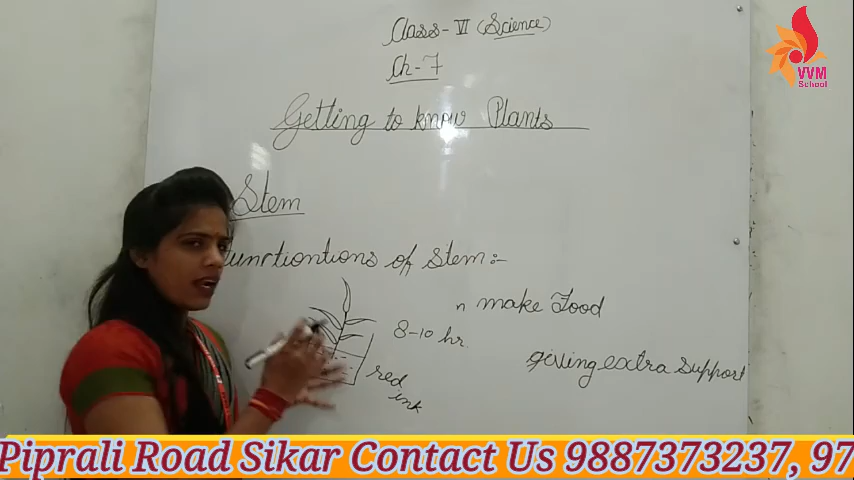 Class-VI (Science)
Ch-7
Getting to know Plants
Stem
functiontions of stem:-
n make Food
8-10 hr.
giving extra support
red
ink
VVM
School
Piprali Road Sikar Contact Us 9887373237, 97